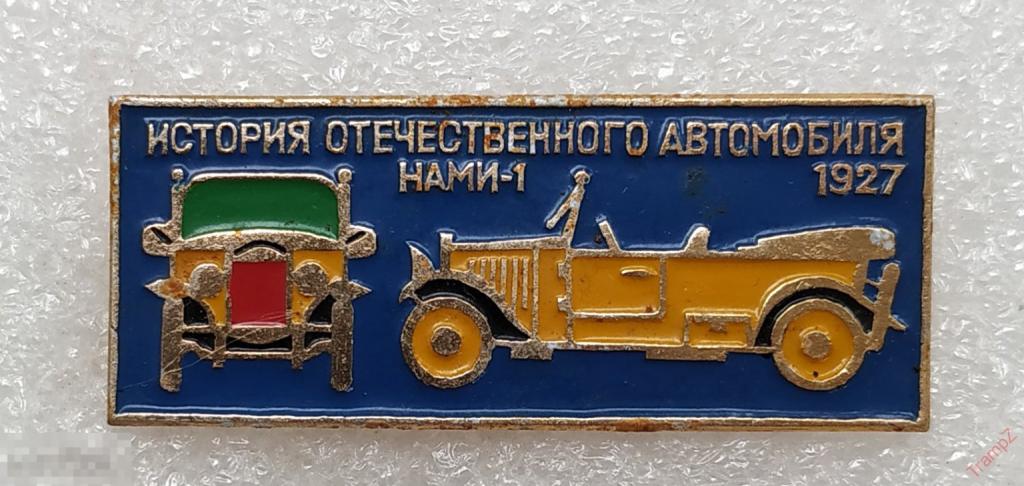 ИСТОРИЯ ОТЕЧЕСТВЕННОГО АВТОМОБИЛЯ
НАМИ-1 1927
TrampZ